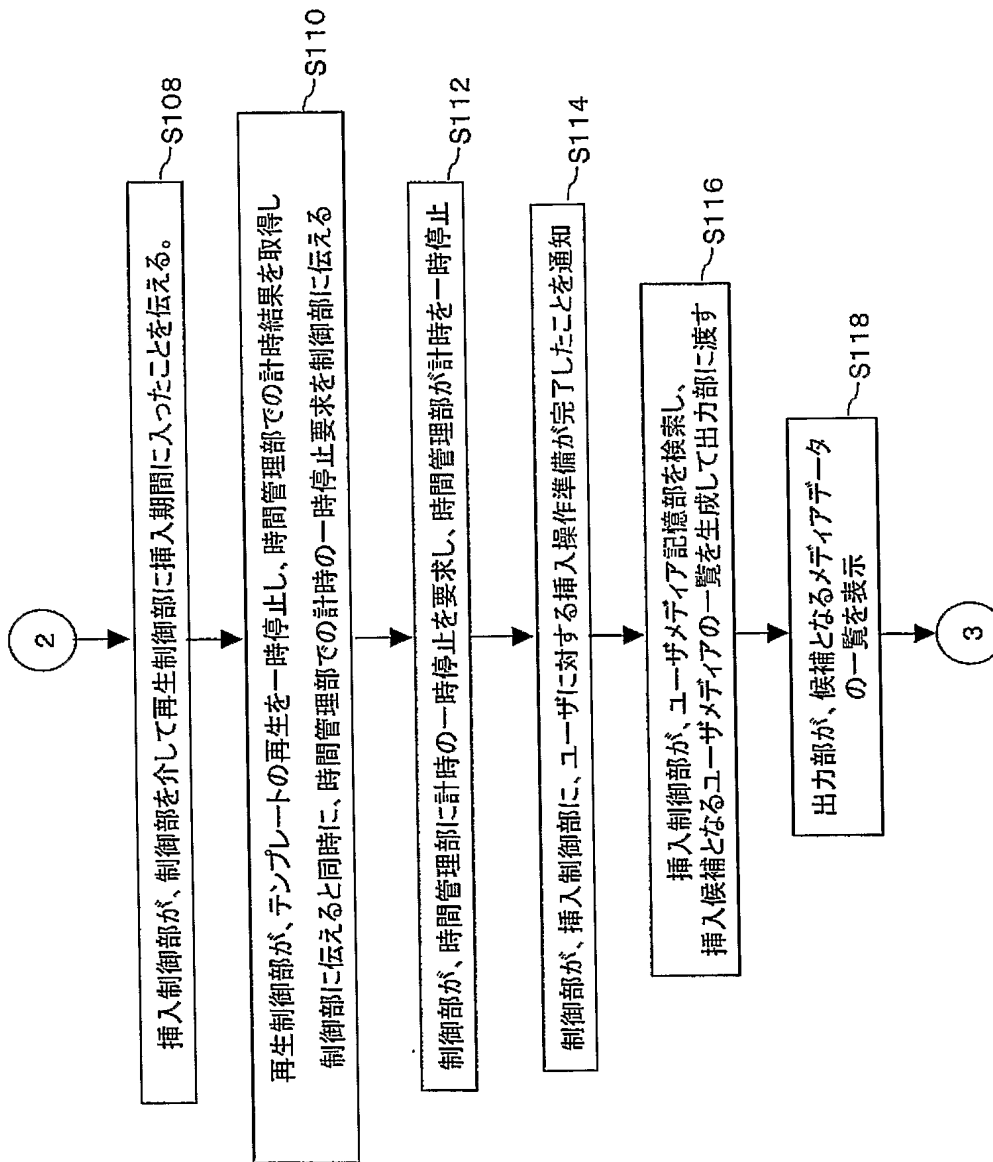 2
挿入制御部が、制御部を介して再生制御部に挿入期間に入ったことを伝える。
S108
再生制御部が、テンプレートの再生を一時停止し、時間管理部での計時結果を取得し
制御部に伝えると同時に、時間管理部での計時の一時停止要求を制御部に伝える
S110
制御部が、時間管理部に計時の一時停止を要求し、時間管理部が計時を一時停止
S112
制御部が、挿入制御部に、ユーザに対する挿入操作準備が完了したことを通知
S114
挿入制御部が、ユーザメディア記憶部を検索し、
挿入候補となるユーザメディアの一覧を生成して出力部に渡す
S116
出力部が、候補となるメディアデータ
の一覧を表示
S118
3